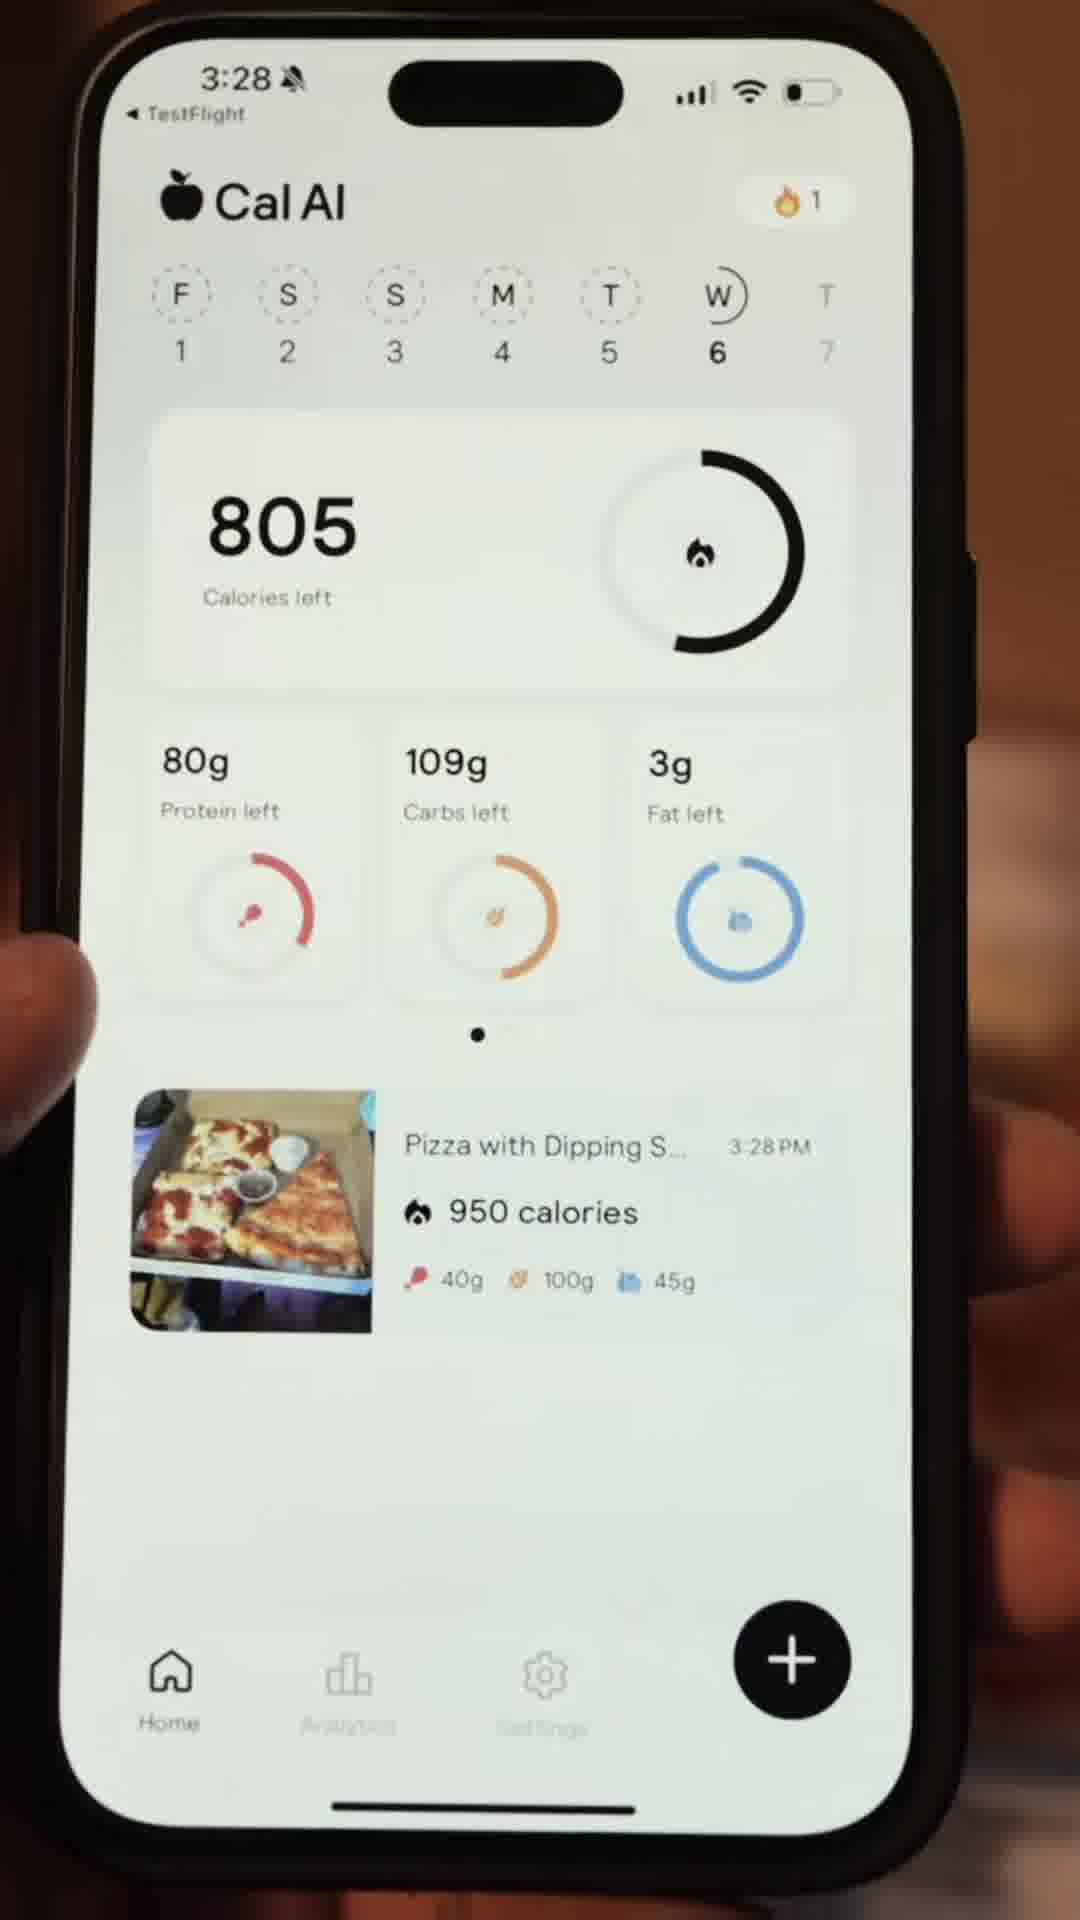 3:28
◀ TestFlight
Cal AI
1
F S S M T W T
1 2 3 4 5 6 7
805
Calories left
80g
Protein left
109g
Carbs left
3g
Fat left
Pizza with Dipping S... 3:28 PM
950 calories
40g 100g 45g
Home
Analytics
Settings